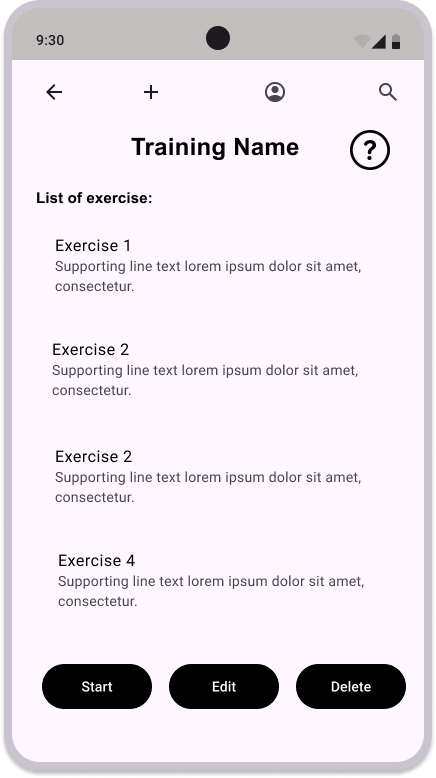 9:30
Training Name
?
List of exercise:
Exercise 1
Supporting line text lorem ipsum dolor sit amet,
consectetur.
Exercise 2
Supporting line text lorem ipsum dolor sit amet,
consectetur.
Exercise 2
Supporting line text lorem ipsum dolor sit amet,
consectetur.
Exercise 4
Supporting line text lorem ipsum dolor sit amet,
consectetur.
Start Edit Delete